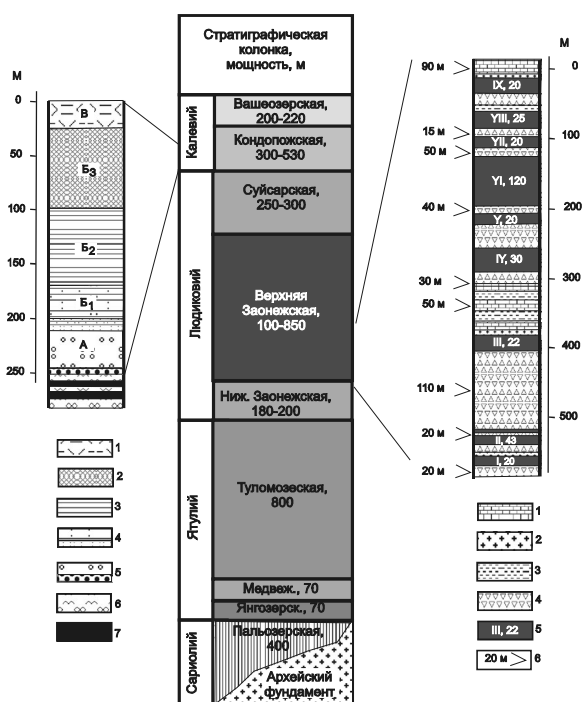 Стратиграфическая
колонка,
мощность, м
М
0
50
100
150
200
250
В
Б3
Б2
Б1
А
1
2
3
4
5
6
7
Калевий
Вашеозерская,
200-220
Кондопожская,
300-530
Людиковий
Суйсарская,
250-300
Верхняя
Заонежская,
100-850
Ниж. Заонежская,
180-200
Ятулий
Туломозеская,
800
Медвеж., 70
Янгозерск., 70
Сариолий
Пальозерская,
400
Архейский
фундамент
М
90 м
0
IX, 20
YIII, 25
15 м
100
YII, 20
50 м
YI, 120
40 м
200
Y, 20
IY, 30
30 м
300
50 м
III, 22
400
110 м
500
20 м
II, 43
I, 20
20 м
1
2
3
4
III, 22
5
20 м
6